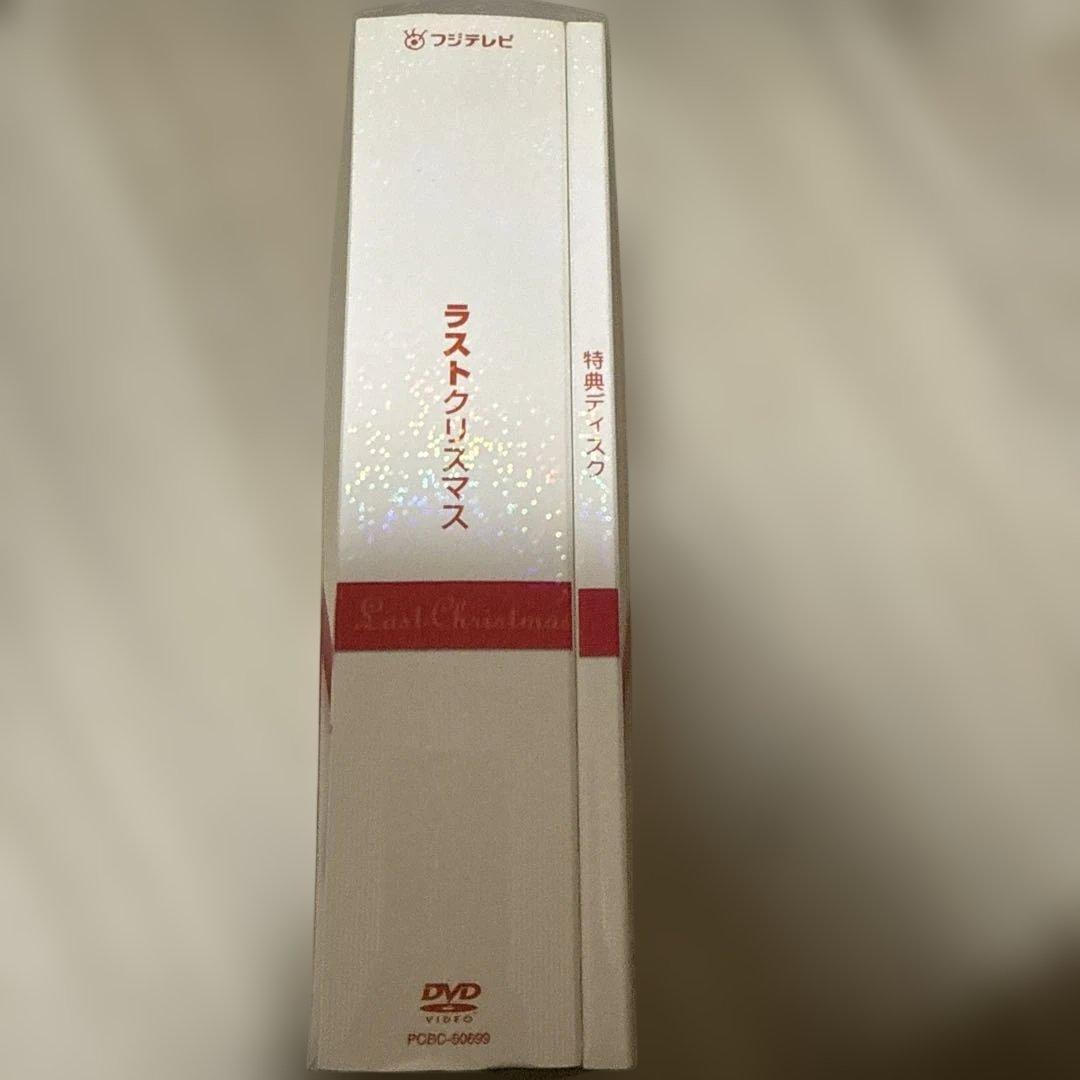 フジテレビ
ラストクリスマス
特典ディスク
Last Christmas
DVD
VIDEO
PCBC-50699